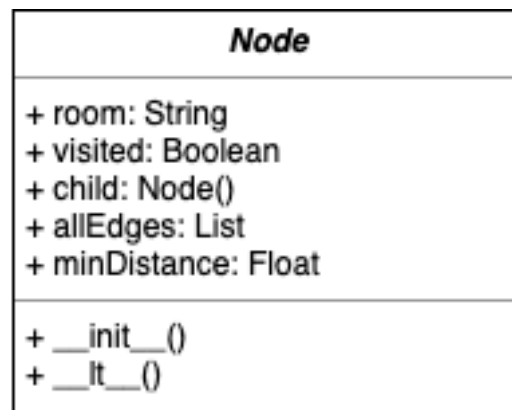 Node
+ room: String
+ visited: Boolean
+ child: Node()
+ allEdges: List
+ minDistance: Float
+ __init__()
+ __lt__()